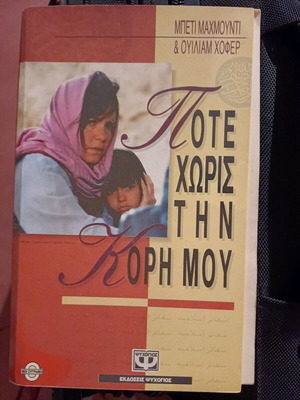 ΜΠΕΤΙ ΜΑΧΜΟΥΝΤΙ
& ΟΥΙΛΙΑΜ ΧΟΦΕΡ
ΠΟΤΕ
ΧΩΡΙΣ
ΤΗΝ
ΚΟΡΗ ΜΟΥ
ΨΥΧΟΓΙΟΣ
ΕΚΔΟΣΕΙΣ ΨΥΧΟΓΙΟΣ